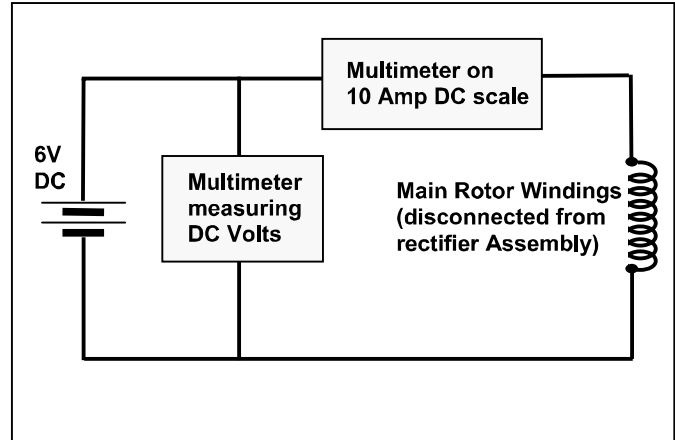 6V
DC
Multimeter
measuring
DC Volts
Multimeter on
10 Amp DC scale
Main Rotor Windings
(disconnected from
rectifier Assembly)